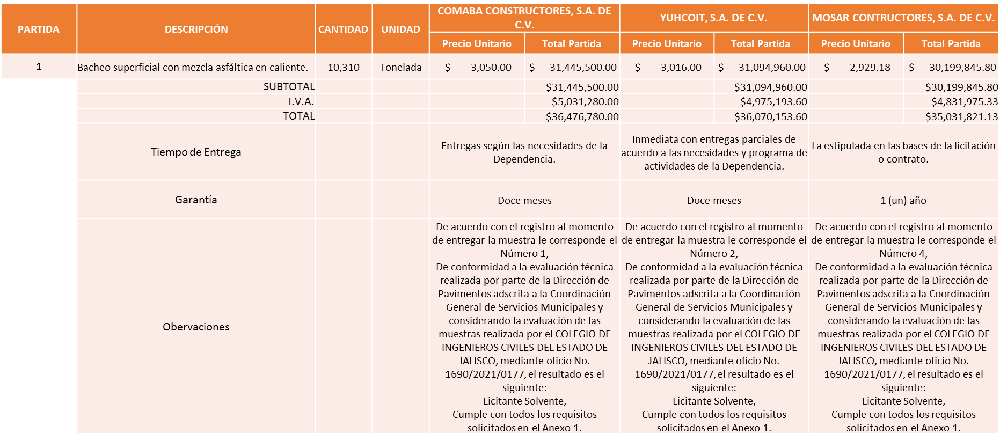 PARTIDA
DESCRIPCIÓN
CANTIDAD
UNIDAD
COMABA CONSTRUCTORES, S.A. DE
C.V.
YUHCOIT, S.A. DE C.V.
MOSAR CONTRUCTORES, S.A. DE C.V.
Precio Unitario
Total Partida
Precio Unitario
Total Partida
Precio Unitario
Total Partida
1
Bacheo superficial con mezcla asfáltica en caliente.
10,310
Tonelada
$ 3,050.00
$ 31,445,500.00
$ 3,016.00
$ 31,094,960.00
$ 2,929.18
$ 30,199,845.80
SUBTOTAL
$31,445,500.00
$31,094,960.00
$30,199,845.80
I.V.A.
$5,031,280.00
$4,975,193.60
$4,831,975.33
TOTAL
$36,476,780.00
$36,070,153.60
$35,031,821.13
Tiempo de Entrega
Entregas según las necesidades de la
Dependencia.
Inmediata con entregas parciales de
acuerdo a las necesidades y programa de
actividades de la Dependencia.
La estipulada en las bases de la licitación
o contrato.
Garantía
Doce meses
Doce meses
1 (un) año
Obervaciones
De acuerdo con el registro al momento
de entregar la muestra le corresponde el
Número 1,
De conformidad a la evaluación técnica
realizada por parte de la Dirección de
Pavimentos adscrita a la Coordinación
General de Servicios Municipales y
considerando la evaluación de las
muestras realizada por el COLEGIO DE
INGENIEROS CIVILES DEL ESTADO DE
JALISCO, mediante oficio No.
1690/2021/0177, el resultado es el
siguiente:
Licitante Solvente,
Cumple con todos los requisitos
solicitados en el Anexo 1.
De acuerdo con el registro al momento
de entregar la muestra le corresponde el
Número 2,
De conformidad a la evaluación técnica
realizada por parte de la Dirección de
Pavimentos adscrita a la Coordinación
General de Servicios Municipales y
considerando la evaluación de las
muestras realizada por el COLEGIO DE
INGENIEROS CIVILES DEL ESTADO DE
JALISCO, mediante oficio No.
1690/2021/0177, el resultado es el
siguiente:
Licitante Solvente,
Cumple con todos los requisitos
solicitados en el Anexo 1.
De acuerdo con el registro al momento
de entregar la muestra le corresponde el
Número 4,
De conformidad a la evaluación técnica
realizada por parte de la Dirección de
Pavimentos adscrita a la Coordinación
General de Servicios Municipales y
considerando la evaluación de las
muestras realizada por el COLEGIO DE
INGENIEROS CIVILES DEL ESTADO DE
JALISCO, mediante oficio No.
1690/2021/0177, el resultado es el
siguiente:
Licitante Solvente,
Cumple con todos los requisitos
solicitados en el Anexo 1.